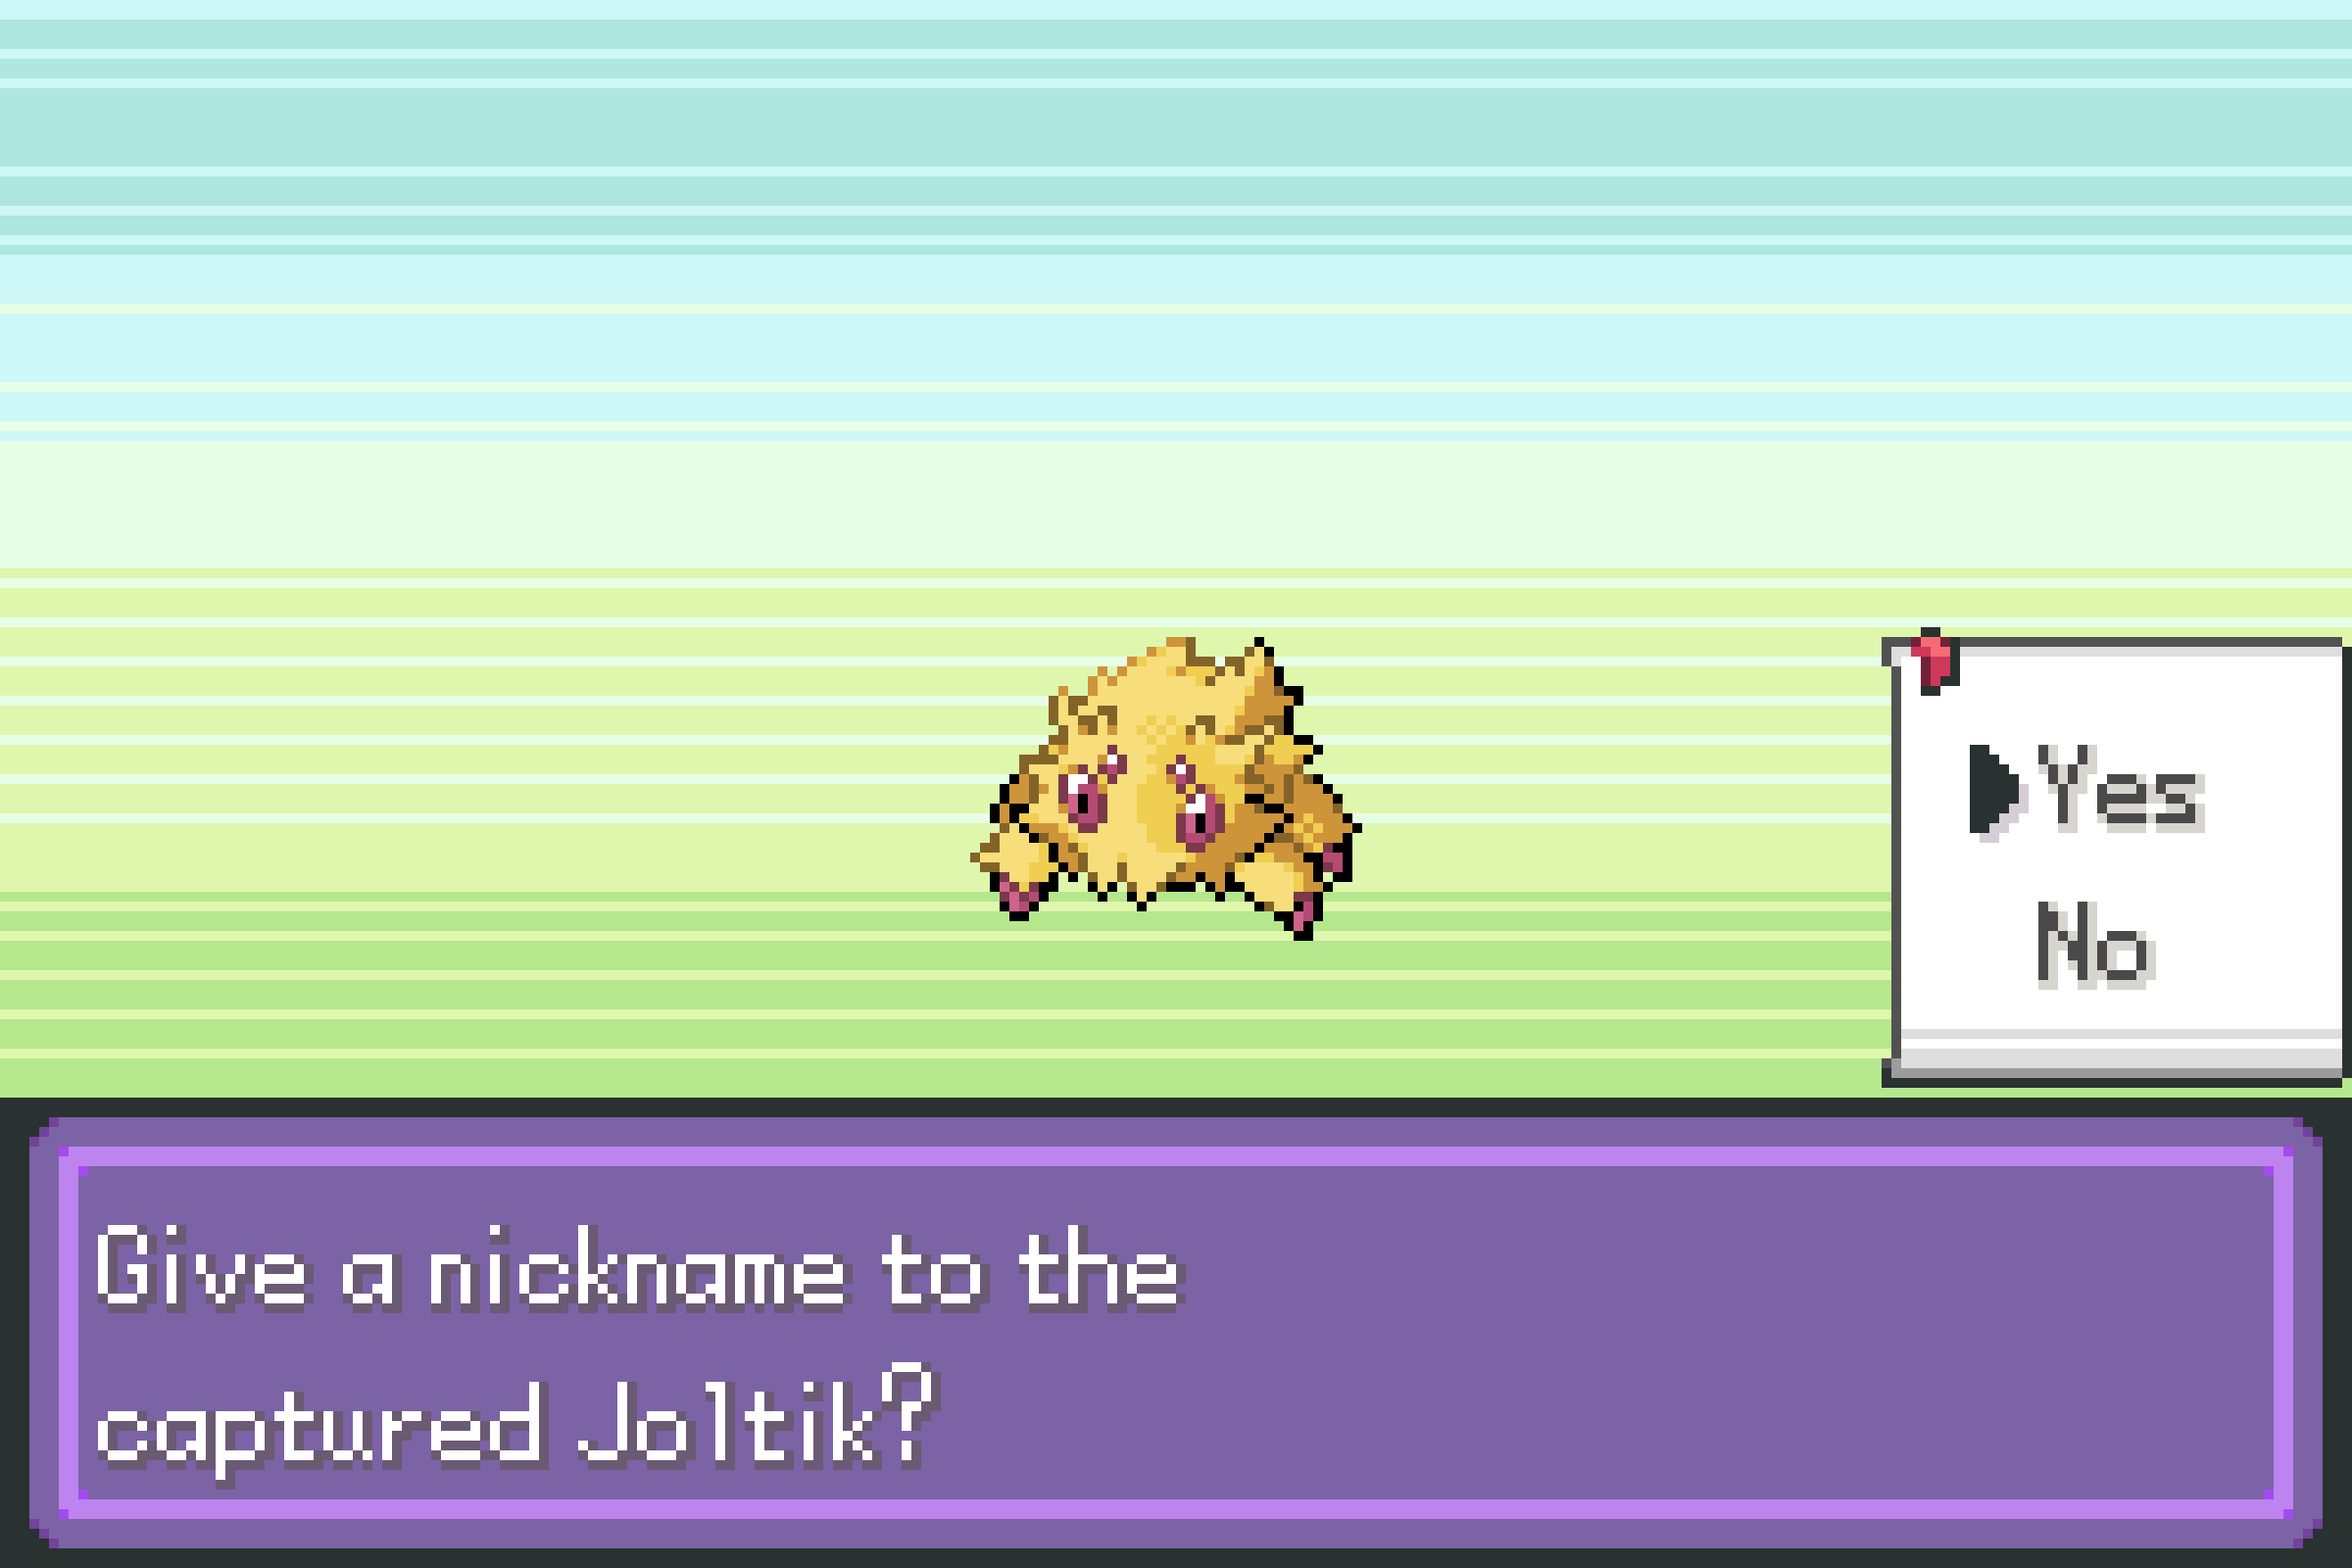 Yes
No
Give a nickname to the
captured Joltik?